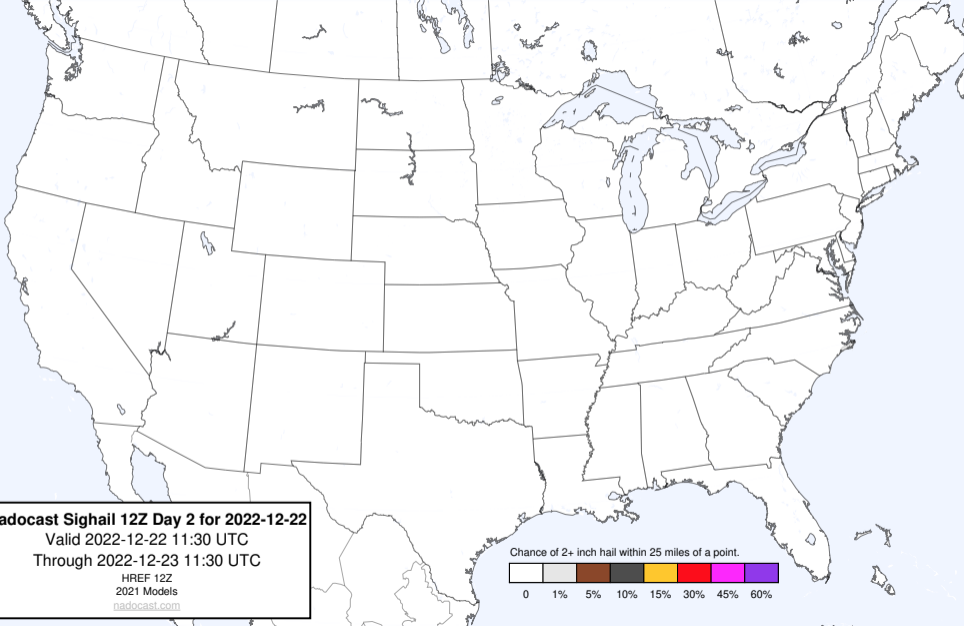 adocast Sighail 12Z Day 2 for 2022-12-22
Valid 2022-12-22 11:30 UTC
Through 2022-12-23 11:30 UTC
HREF 12Z
2021 Models
nadocast.com
Chance of 2+ inch hail within 25 miles of a point.
0 1% 5% 10% 15% 30% 45% 60%